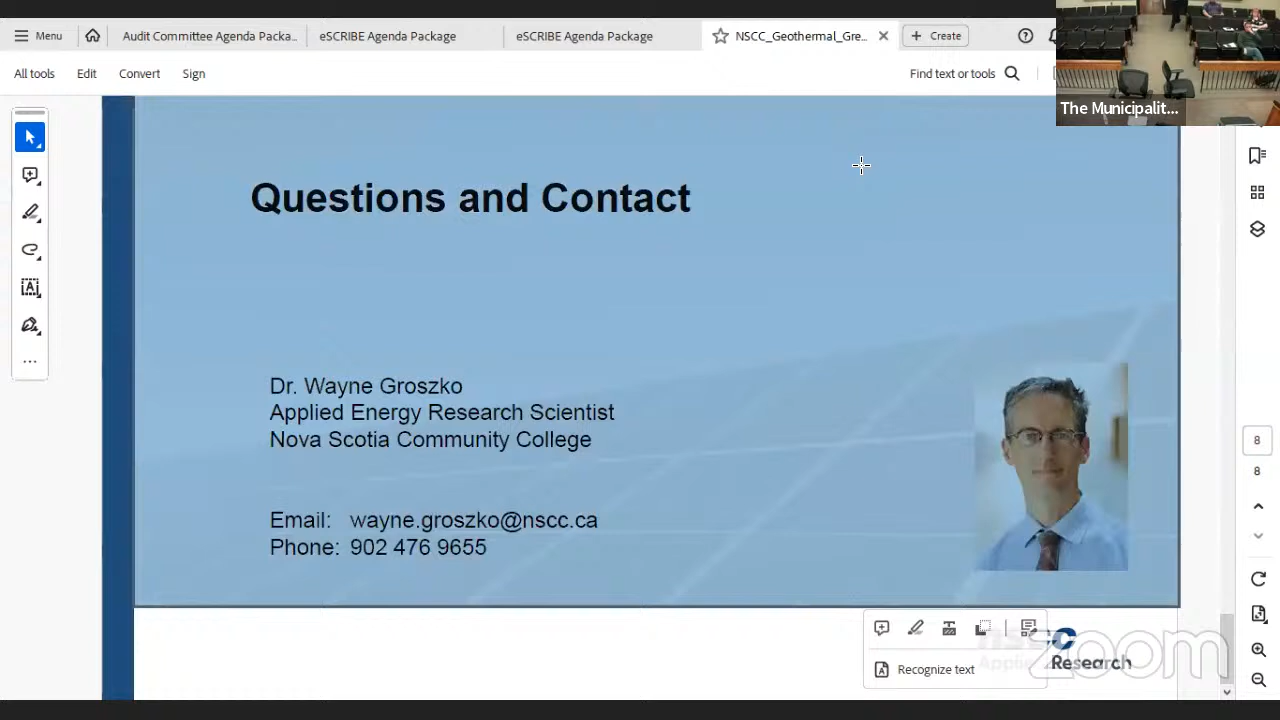 Menu
Audit Committee Agenda Packa...
eSCRIBE Agenda Package
eSCRIBE Agenda Package
NSCC_Geothermal_Gre...
Create
All tools
Edit
Convert
Sign
Find text or tools
The Municipalit...
Questions and Contact
Dr. Wayne Groszko
Applied Energy Research Scientist
Nova Scotia Community College
Email: wayne.groszko@nscc.ca
Phone: 902 476 9655
8
8
Recognize text
Applied Research
zoom